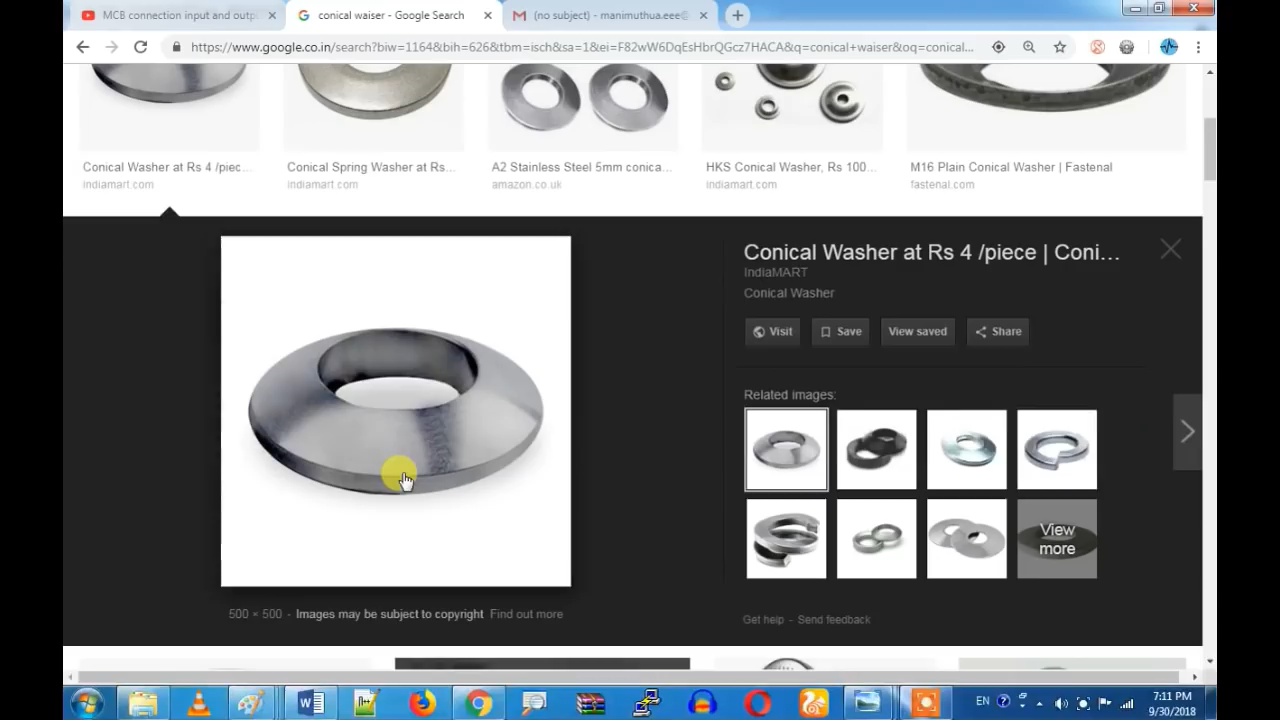 MCB connection input and outp
conical waiser - Google Search
(no subject) - manimuthua.eee@
https://www.google.co.in/search?biw=1164&bih=626&tbm=isch&sa=1&ei=F82wW6DqEsHbrQGcz7HACA&q=conical+waiser&oq=conical...
Conical Washer at Rs 4 /piec...
Conical Spring Washer at Rs...
A2 Stainless Steel 5mm conica...
HKS Conical Washer, Rs 100...
M16 Plain Conical Washer | Fastenal
indiamart.com
indiamart.com
amazon.co.uk
indiamart.com
fastenal.com
Conical Washer at Rs 4 /piece | Coni...
IndiaMART
Conical Washer
Visit
Save
View saved
Share
Related images:
View
more
500 × 500 - Images may be subject to copyright Find out more
Get help - Send feedback
EN
7:11 PM
9/30/2018